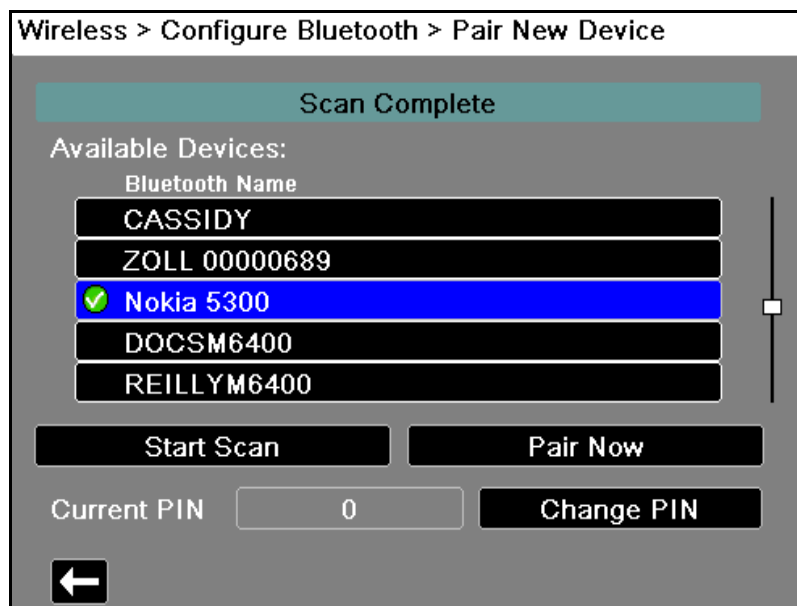 Wireless > Configure Bluetooth > Pair New Device
Scan Complete
Available Devices:
Bluetooth Name
CASSIDY
ZOLL 00000689
Nokia 5300
DOCSM6400
REILLYM6400
Start Scan
Pair Now
Current PIN
0
Change PIN